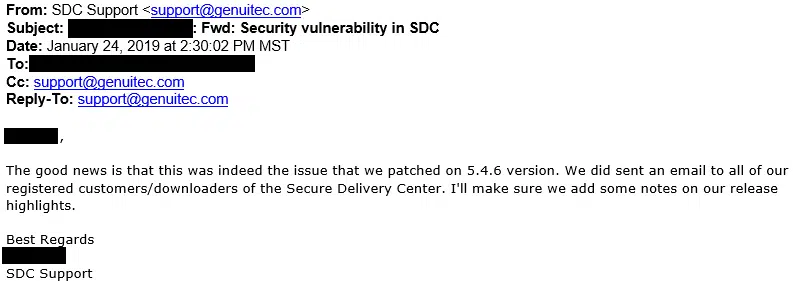 From: SDC Support <support@genuitec.com>
Subject: : Fwd: Security vulnerability in SDC
Date: January 24, 2019 at 2:30:02 PM MST
To:
Cc: support@genuitec.com
Reply-To: support@genuitec.com
,
The good news is that this was indeed the issue that we patched on 5.4.6 version. We did sent an email to all of our
registered customers/downloaders of the Secure Delivery Center. I'll make sure we add some notes on our release
highlights.
Best Regards
SDC Support